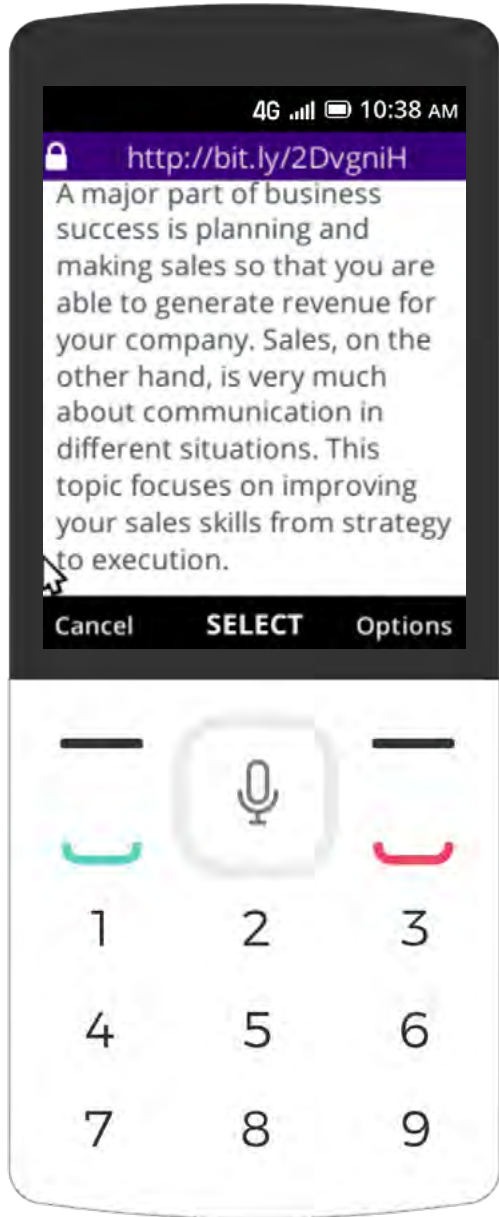 4G 10:38 AM
http://bit.ly/2DvgniH
A major part of business
success is planning and
making sales so that you are
able to generate revenue for
your company. Sales, on the
other hand, is very much
about communication in
different situations. This
topic focuses on improving
your sales skills from strategy
to execution.
Cancel SELECT Options
1 2 3
4 5 6
7 8 9